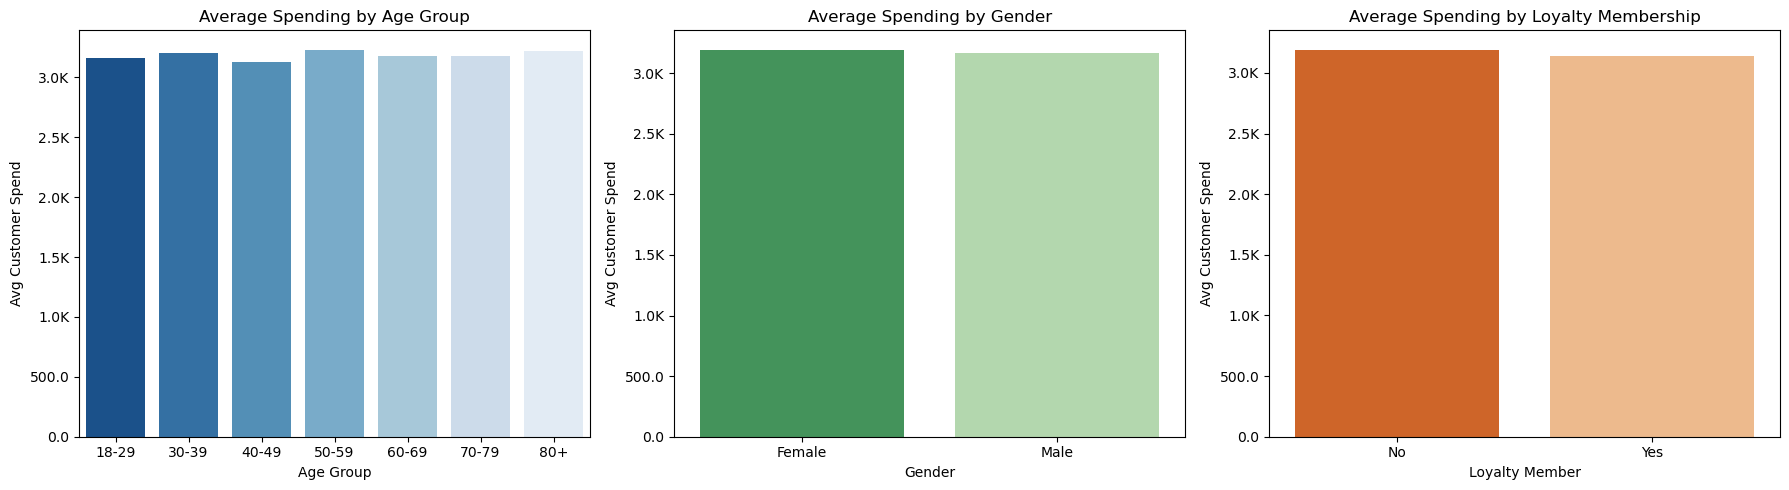 Average Spending by Age Group
Avg Customer Spend
3.0K
2.5K
2.0K
1.5K
1.0K
500.0
0.0
18-29 30-39 40-49 50-59 60-69 70-79 80+
Age Group
Average Spending by Gender
Avg Customer Spend
3.0K
2.5K
2.0K
1.5K
1.0K
500.0
0.0
Female Male
Gender
Average Spending by Loyalty Membership
Avg Customer Spend
3.0K
2.5K
2.0K
1.5K
1.0K
500.0
0.0
No Yes
Loyalty Member